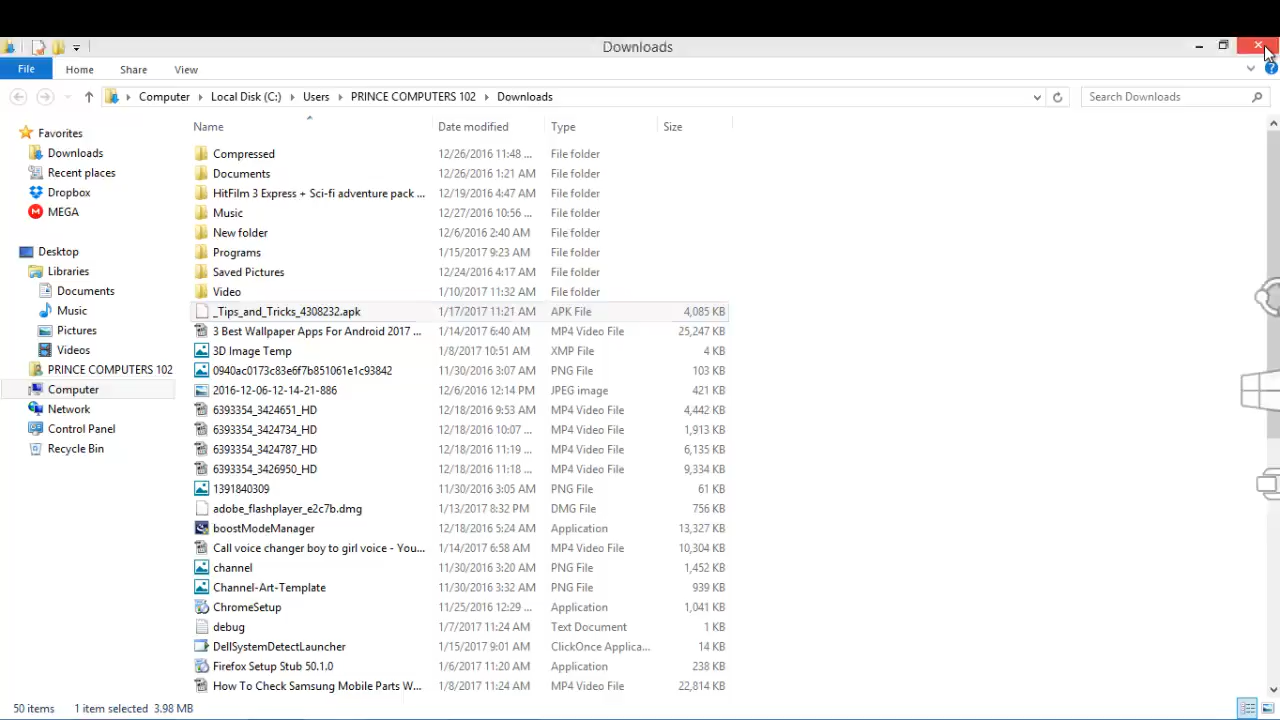 Downloads
File Home Share View
Computer Local Disk (C:) Users PRINCE COMPUTERS 102 Downloads Search Downloads
Favorites
Downloads
Recent places
Dropbox
MEGA
Desktop
Libraries
Documents
Music
Pictures
Videos
PRINCE COMPUTERS 102
Computer
Network
Control Panel
Recycle Bin
Name Date modified Type Size
Compressed 12/26/2016 11:48 ... File folder
Documents 12/26/2016 1:21 AM File folder
HitFilm 3 Express + Sci-fi adventure pack ... 12/19/2016 4:47 AM File folder
Music 12/27/2016 10:56 ... File folder
New folder 12/6/2016 2:40 AM File folder
Programs 1/15/2017 9:23 AM File folder
Saved Pictures 12/24/2016 4:17 AM File folder
Video 1/10/2017 11:32 AM File folder
_Tips_and_Tricks_4308232.apk 1/17/2017 11:21 AM APK File 4,085 KB
3 Best Wallpaper Apps For Android 2017 ... 1/14/2017 6:40 AM MP4 Video File 25,247 KB
3D Image Temp 1/8/2017 10:51 AM XMP File 4 KB
0940ac0173c83e6f7b851061e1c93842 11/30/2016 3:07 AM PNG File 103 KB
2016-12-06-12-14-21-886 12/6/2016 12:14 PM JPEG image 421 KB
6393354_3424651_HD 12/18/2016 9:53 AM MP4 Video File 4,442 KB
6393354_3424734_HD 12/18/2016 10:07 ... MP4 Video File 1,913 KB
6393354_3424787_HD 12/18/2016 11:19 ... MP4 Video File 6,135 KB
6393354_3426950_HD 12/18/2016 11:18 ... MP4 Video File 9,334 KB
1391840309 11/30/2016 3:05 AM PNG File 61 KB
adobe_flashplayer_e2c7b.dmg 1/13/2017 8:32 PM DMG File 756 KB
boostModeManager 12/18/2016 5:24 AM Application 13,327 KB
Call voice changer boy to girl voice - You... 1/14/2017 6:58 AM MP4 Video File 10,304 KB
channel 11/30/2016 3:20 AM PNG File 1,452 KB
Channel-Art-Template 11/30/2016 3:32 AM PNG File 939 KB
ChromeSetup 11/25/2016 12:29 ... Application 1,041 KB
debug 1/7/2017 11:24 AM Text Document 1 KB
DellSystemDetectLauncher 1/15/2017 9:01 AM ClickOnce Applica... 14 KB
Firefox Setup Stub 50.1.0 1/6/2017 11:20 AM Application 238 KB
How To Check Samsung Mobile Parts W... 1/8/2017 11:24 AM MP4 Video File 22,814 KB
50 items 1 item selected 3.98 MB